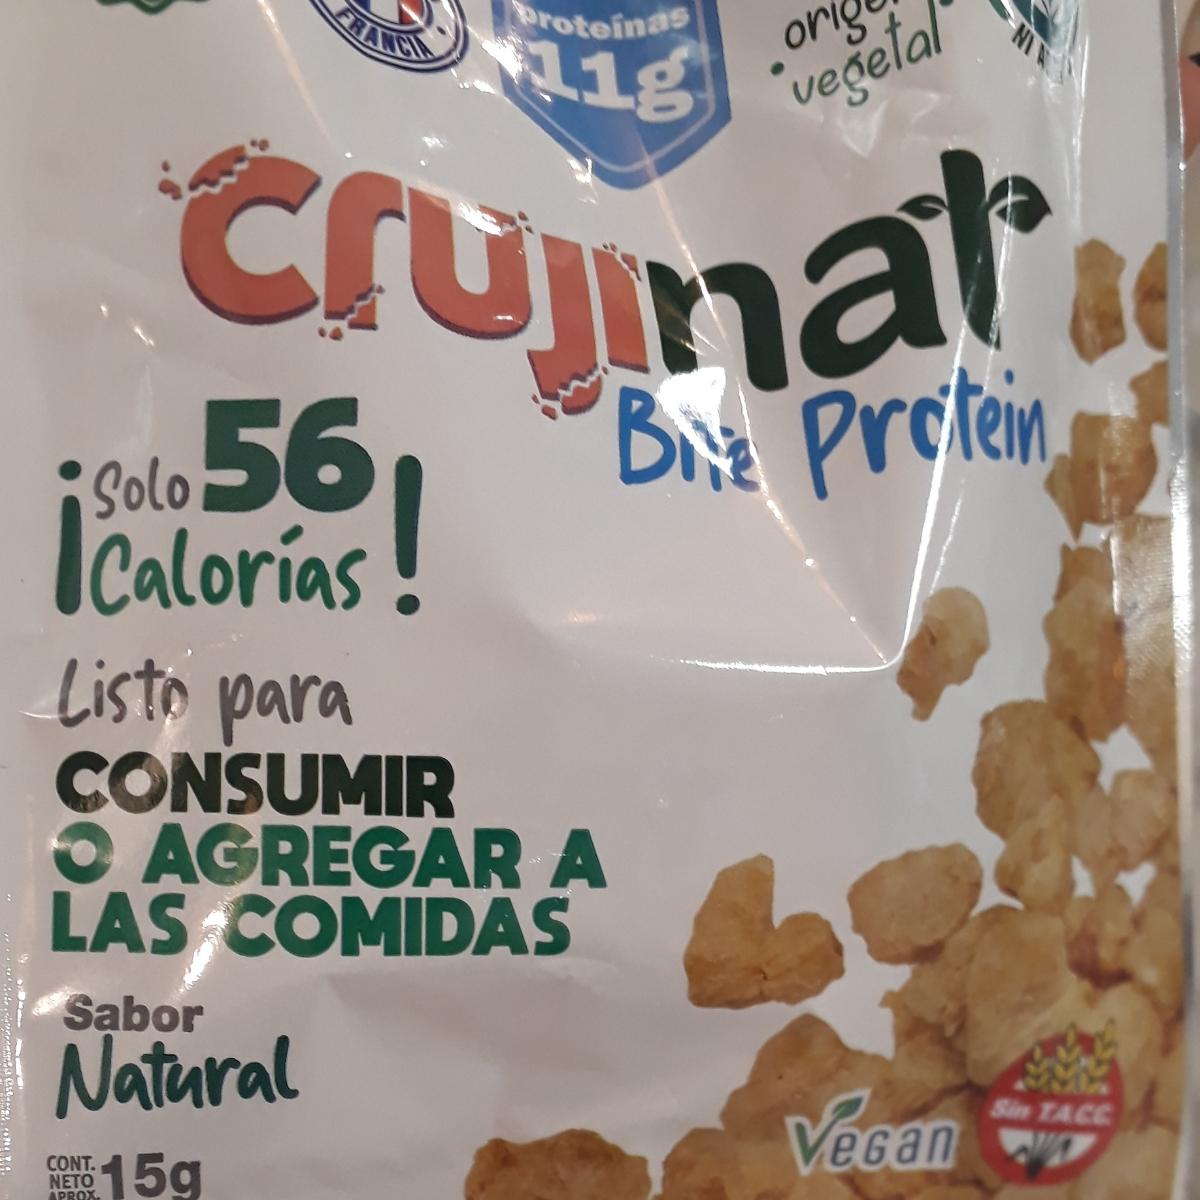 FRANCIA
proteínas
11g
vegetal
crujinat
Bite Protein
¡Solo 56
Calorías!
Listo para
CONSUMIR
O AGREGAR A
LAS COMIDAS
Sabor
Natural
CONT.
NETO
APROX. 15g
Vegan
Sin T.A.C.C.